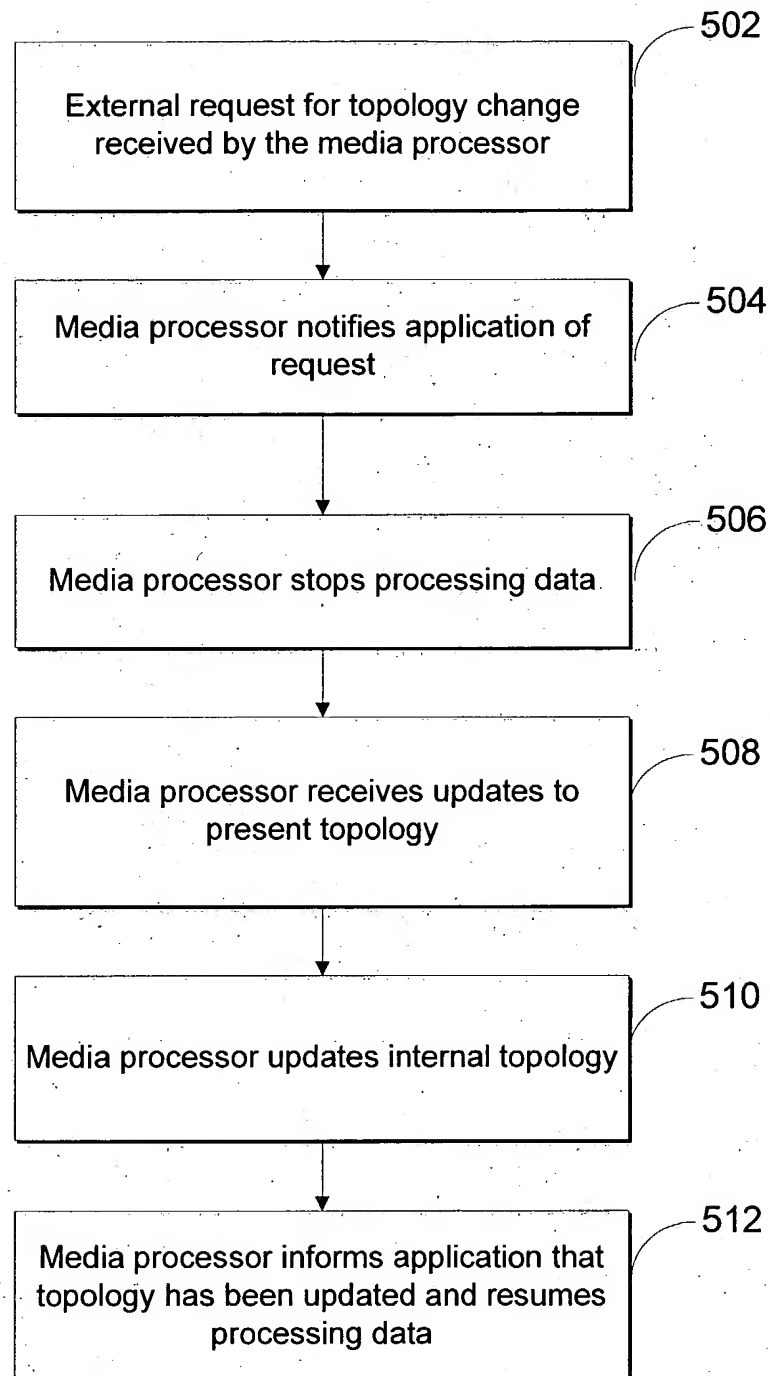 502
External request for topology change
received by the media processor
504
Media processor notifies application of
request
506
Media processor stops processing data
508
Media processor receives updates to
present topology
510
Media processor updates internal topology
512
Media processor informs application that
topology has been updated and resumes
processing data